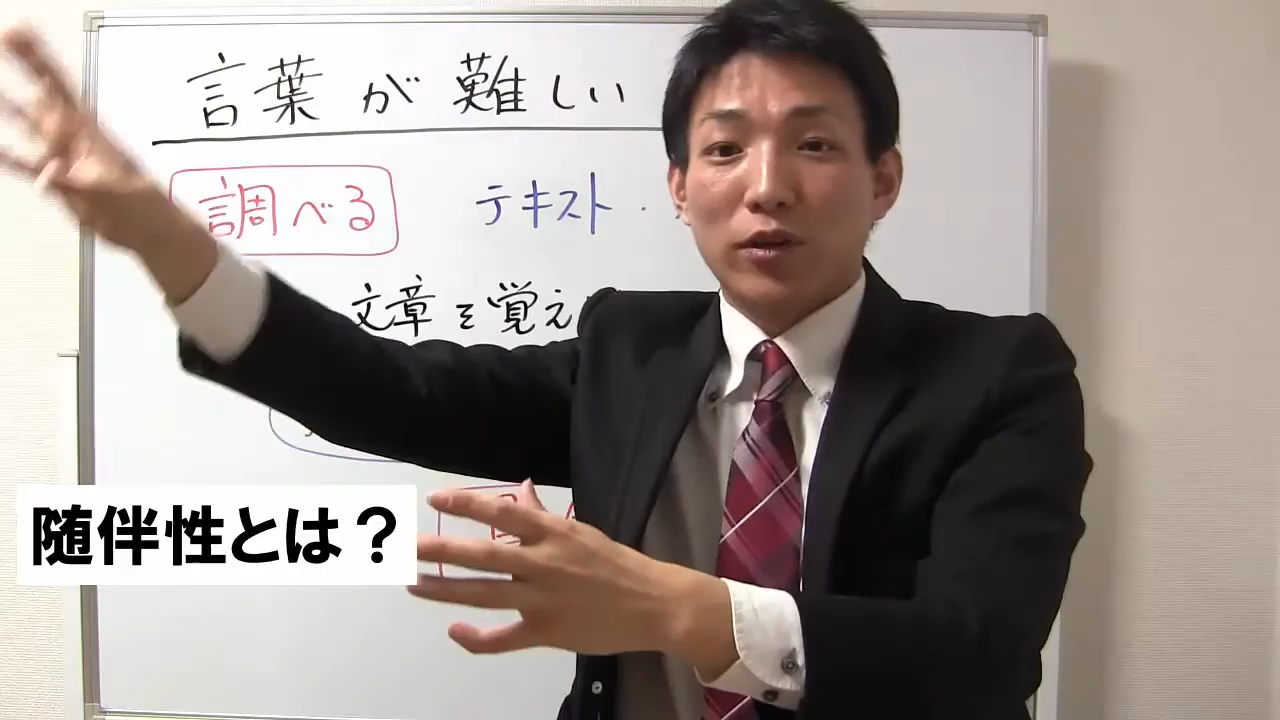 言葉が難しい
調べる
テキスト・
文章を覚え
随伴性とは？